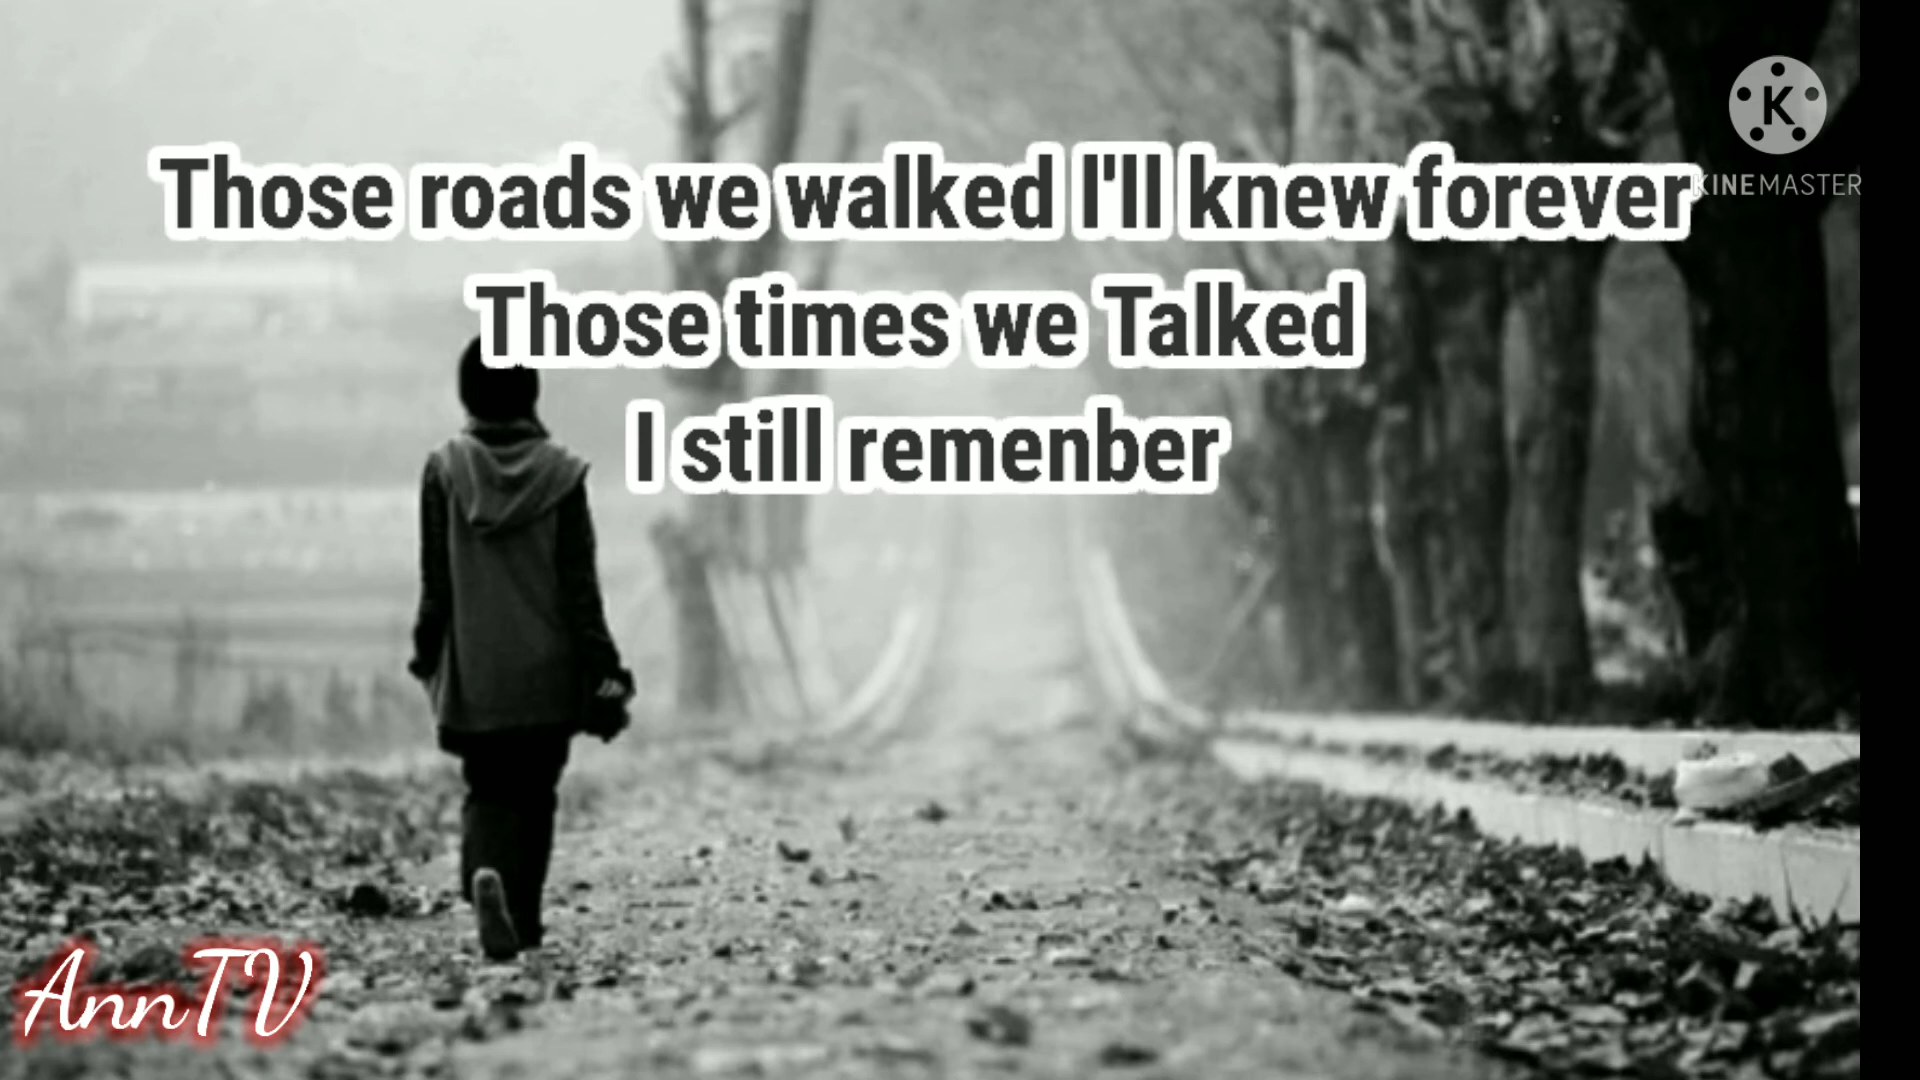 K
KINEMASTER
Those roads we walked I'll knew forever
Those times we Talked
I still remenber
AnnTV